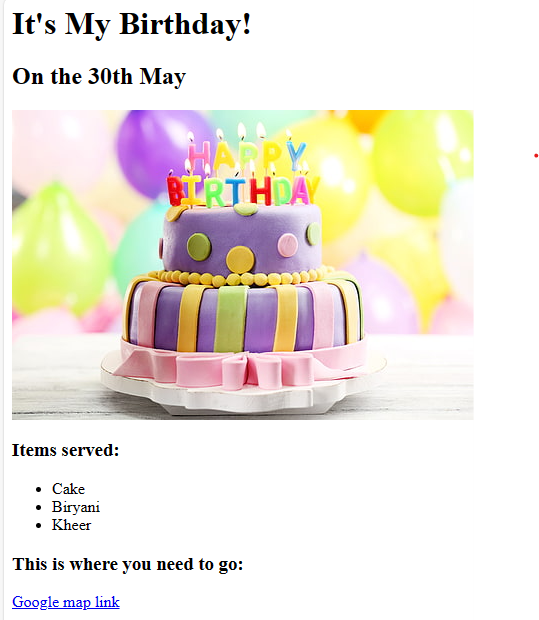 It's My Birthday!
On the 30th May
HAPPY
BIRTHDAY
Items served:
Cake
Biryani
Kheer
This is where you need to go:
Google map link